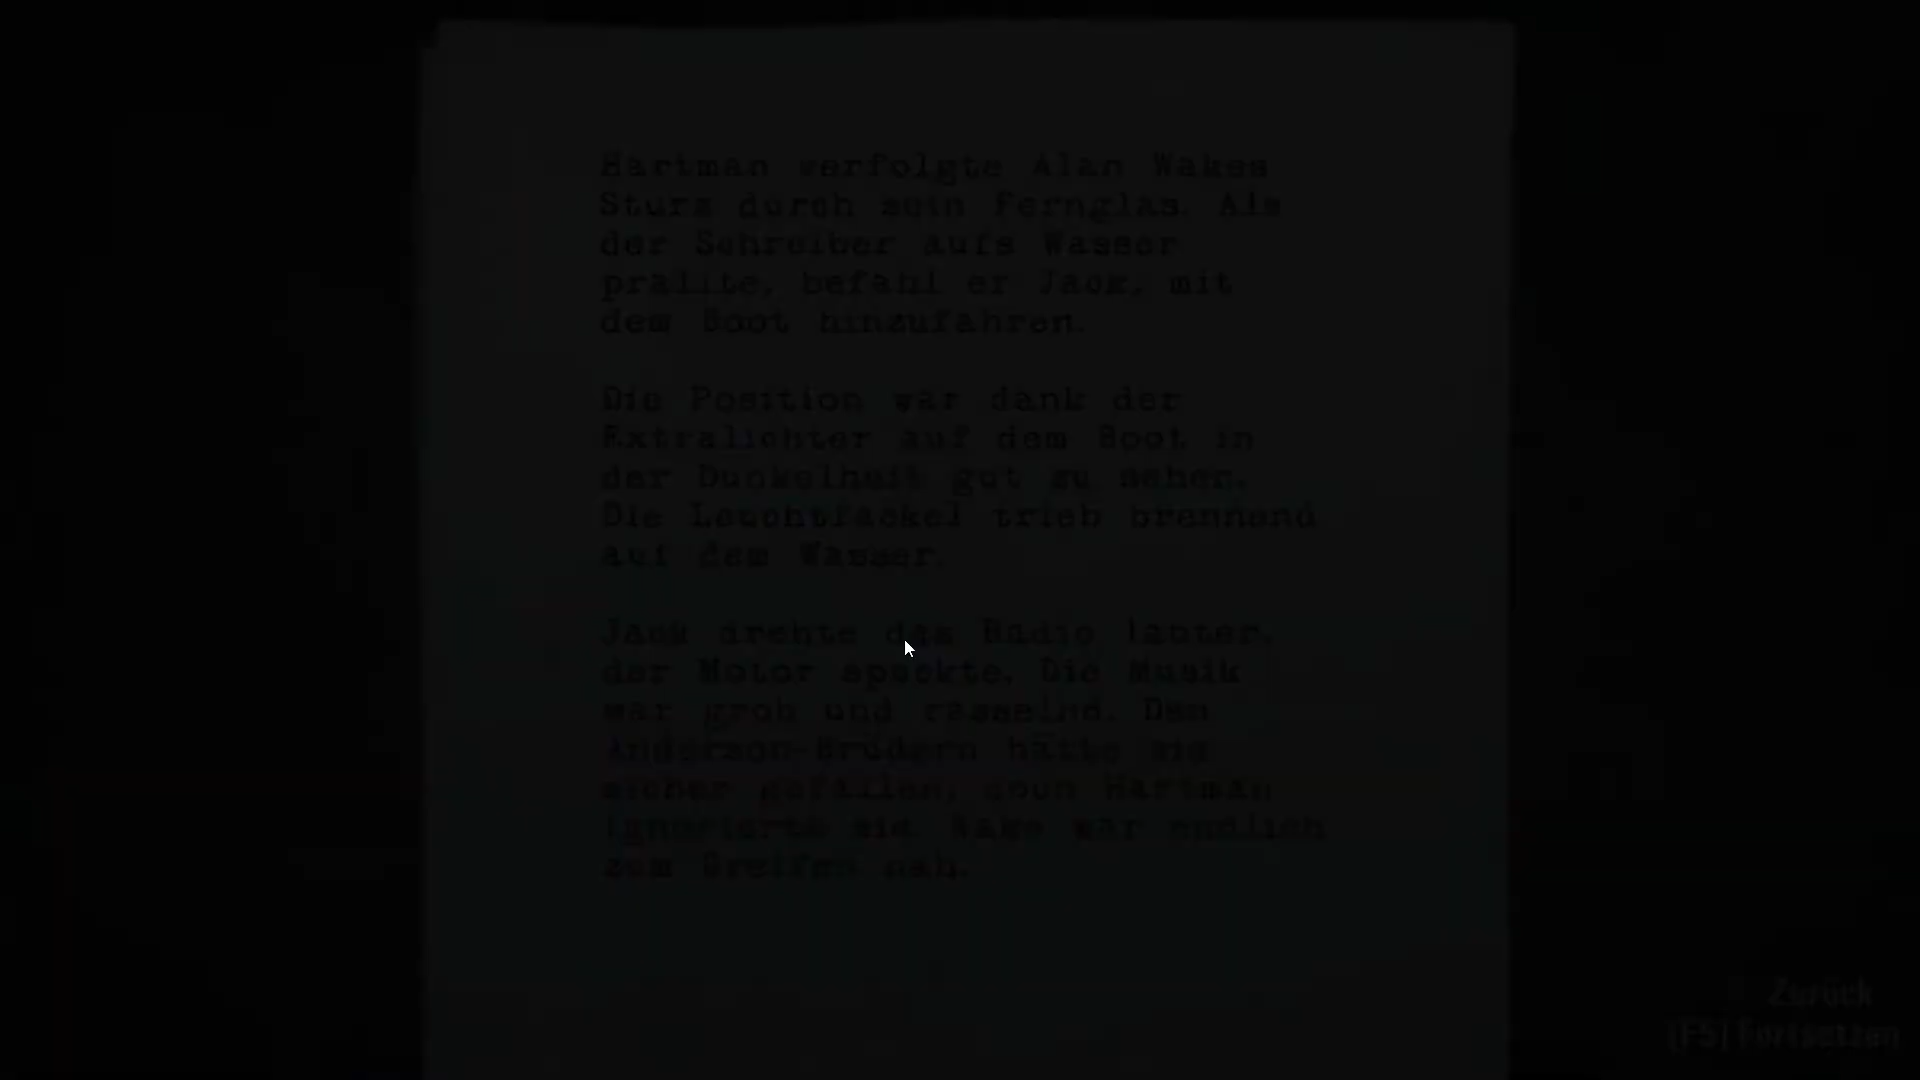 Hartman verfolgte Alan Wakes
Sturz durch sein Fernglas. Als
der Schreiber aufs Wasser
prallte, befahl er Jack, mit
dem Boot hinzufahren.
Die Position war dank der
Extralichter auf dem Boot in
der Dunkelheit gut zu sehen.
Die Leuchtfackel trieb brennend
auf dem Wasser.
Jack drehte das Radio lauter,
der Motor spuckte. Die Musik
war grob und rasselnd. Den
Anderson-Brüdern hätte sie
sicher gefallen, doch Hartman
ignorierte sie. Wake war endlich
zum Greifen nah.
Zurück
[F5] Fortsetzen